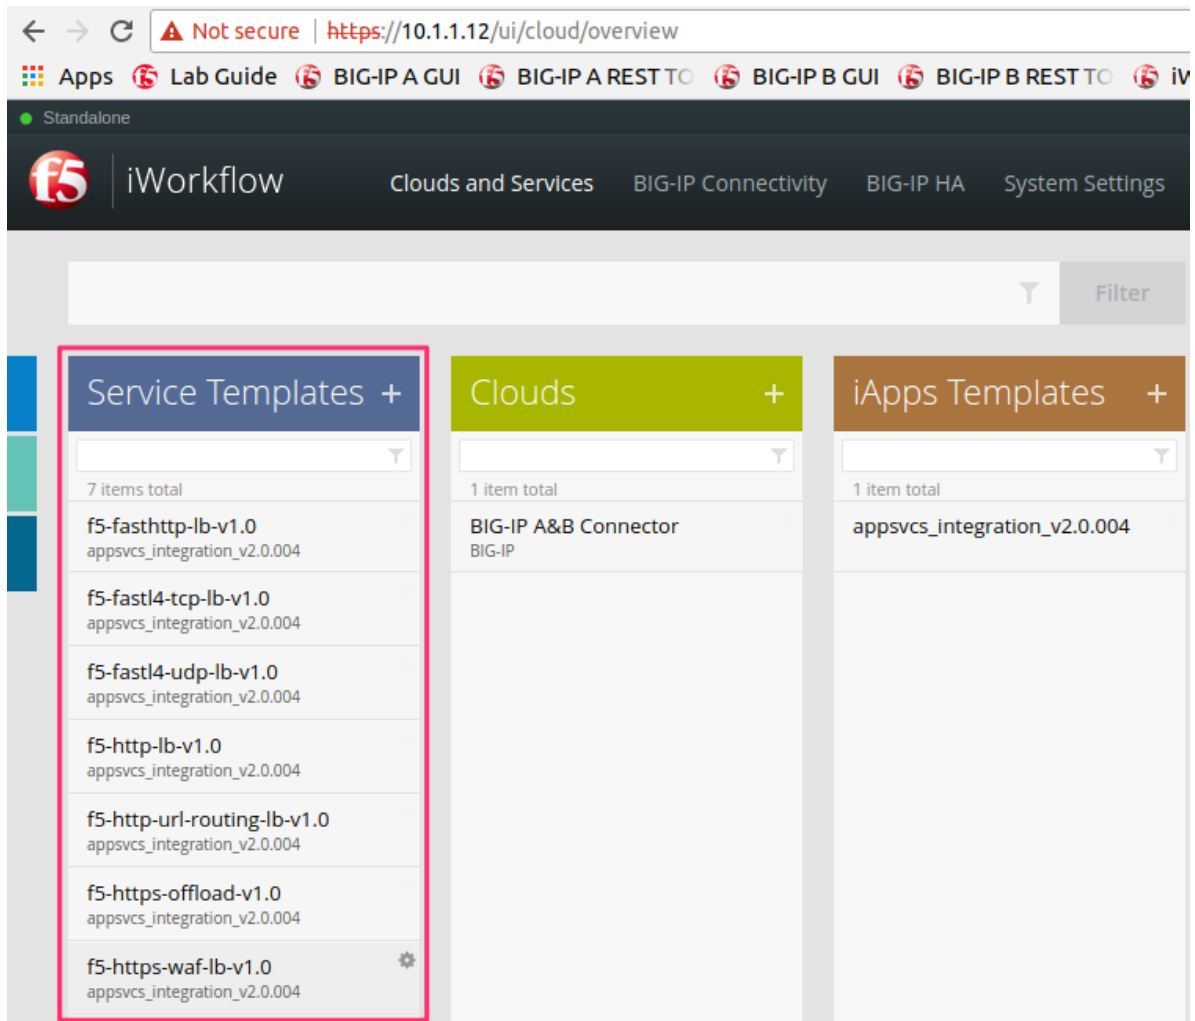 Not secure https://10.1.1.12/ui/cloud/overview
Apps Lab Guide BIG-IP A GUI BIG-IP A REST TO BIG-IP B GUI BIG-IP B REST TO iW
Standalone
f5 iWorkflow Clouds and Services BIG-IP Connectivity BIG-IP HA System Settings
Filter
Service Templates +
7 items total
f5-fasthttp-lb-v1.0
appsvcs_integration_v2.0.004
f5-fastl4-tcp-lb-v1.0
appsvcs_integration_v2.0.004
f5-fastl4-udp-lb-v1.0
appsvcs_integration_v2.0.004
f5-http-lb-v1.0
appsvcs_integration_v2.0.004
f5-http-url-routing-lb-v1.0
appsvcs_integration_v2.0.004
f5-https-offload-v1.0
appsvcs_integration_v2.0.004
f5-https-waf-lb-v1.0
appsvcs_integration_v2.0.004
Clouds +
1 item total
BIG-IP A&B Connector
BIG-IP
iApps Templates +
1 item total
appsvcs_integration_v2.0.004